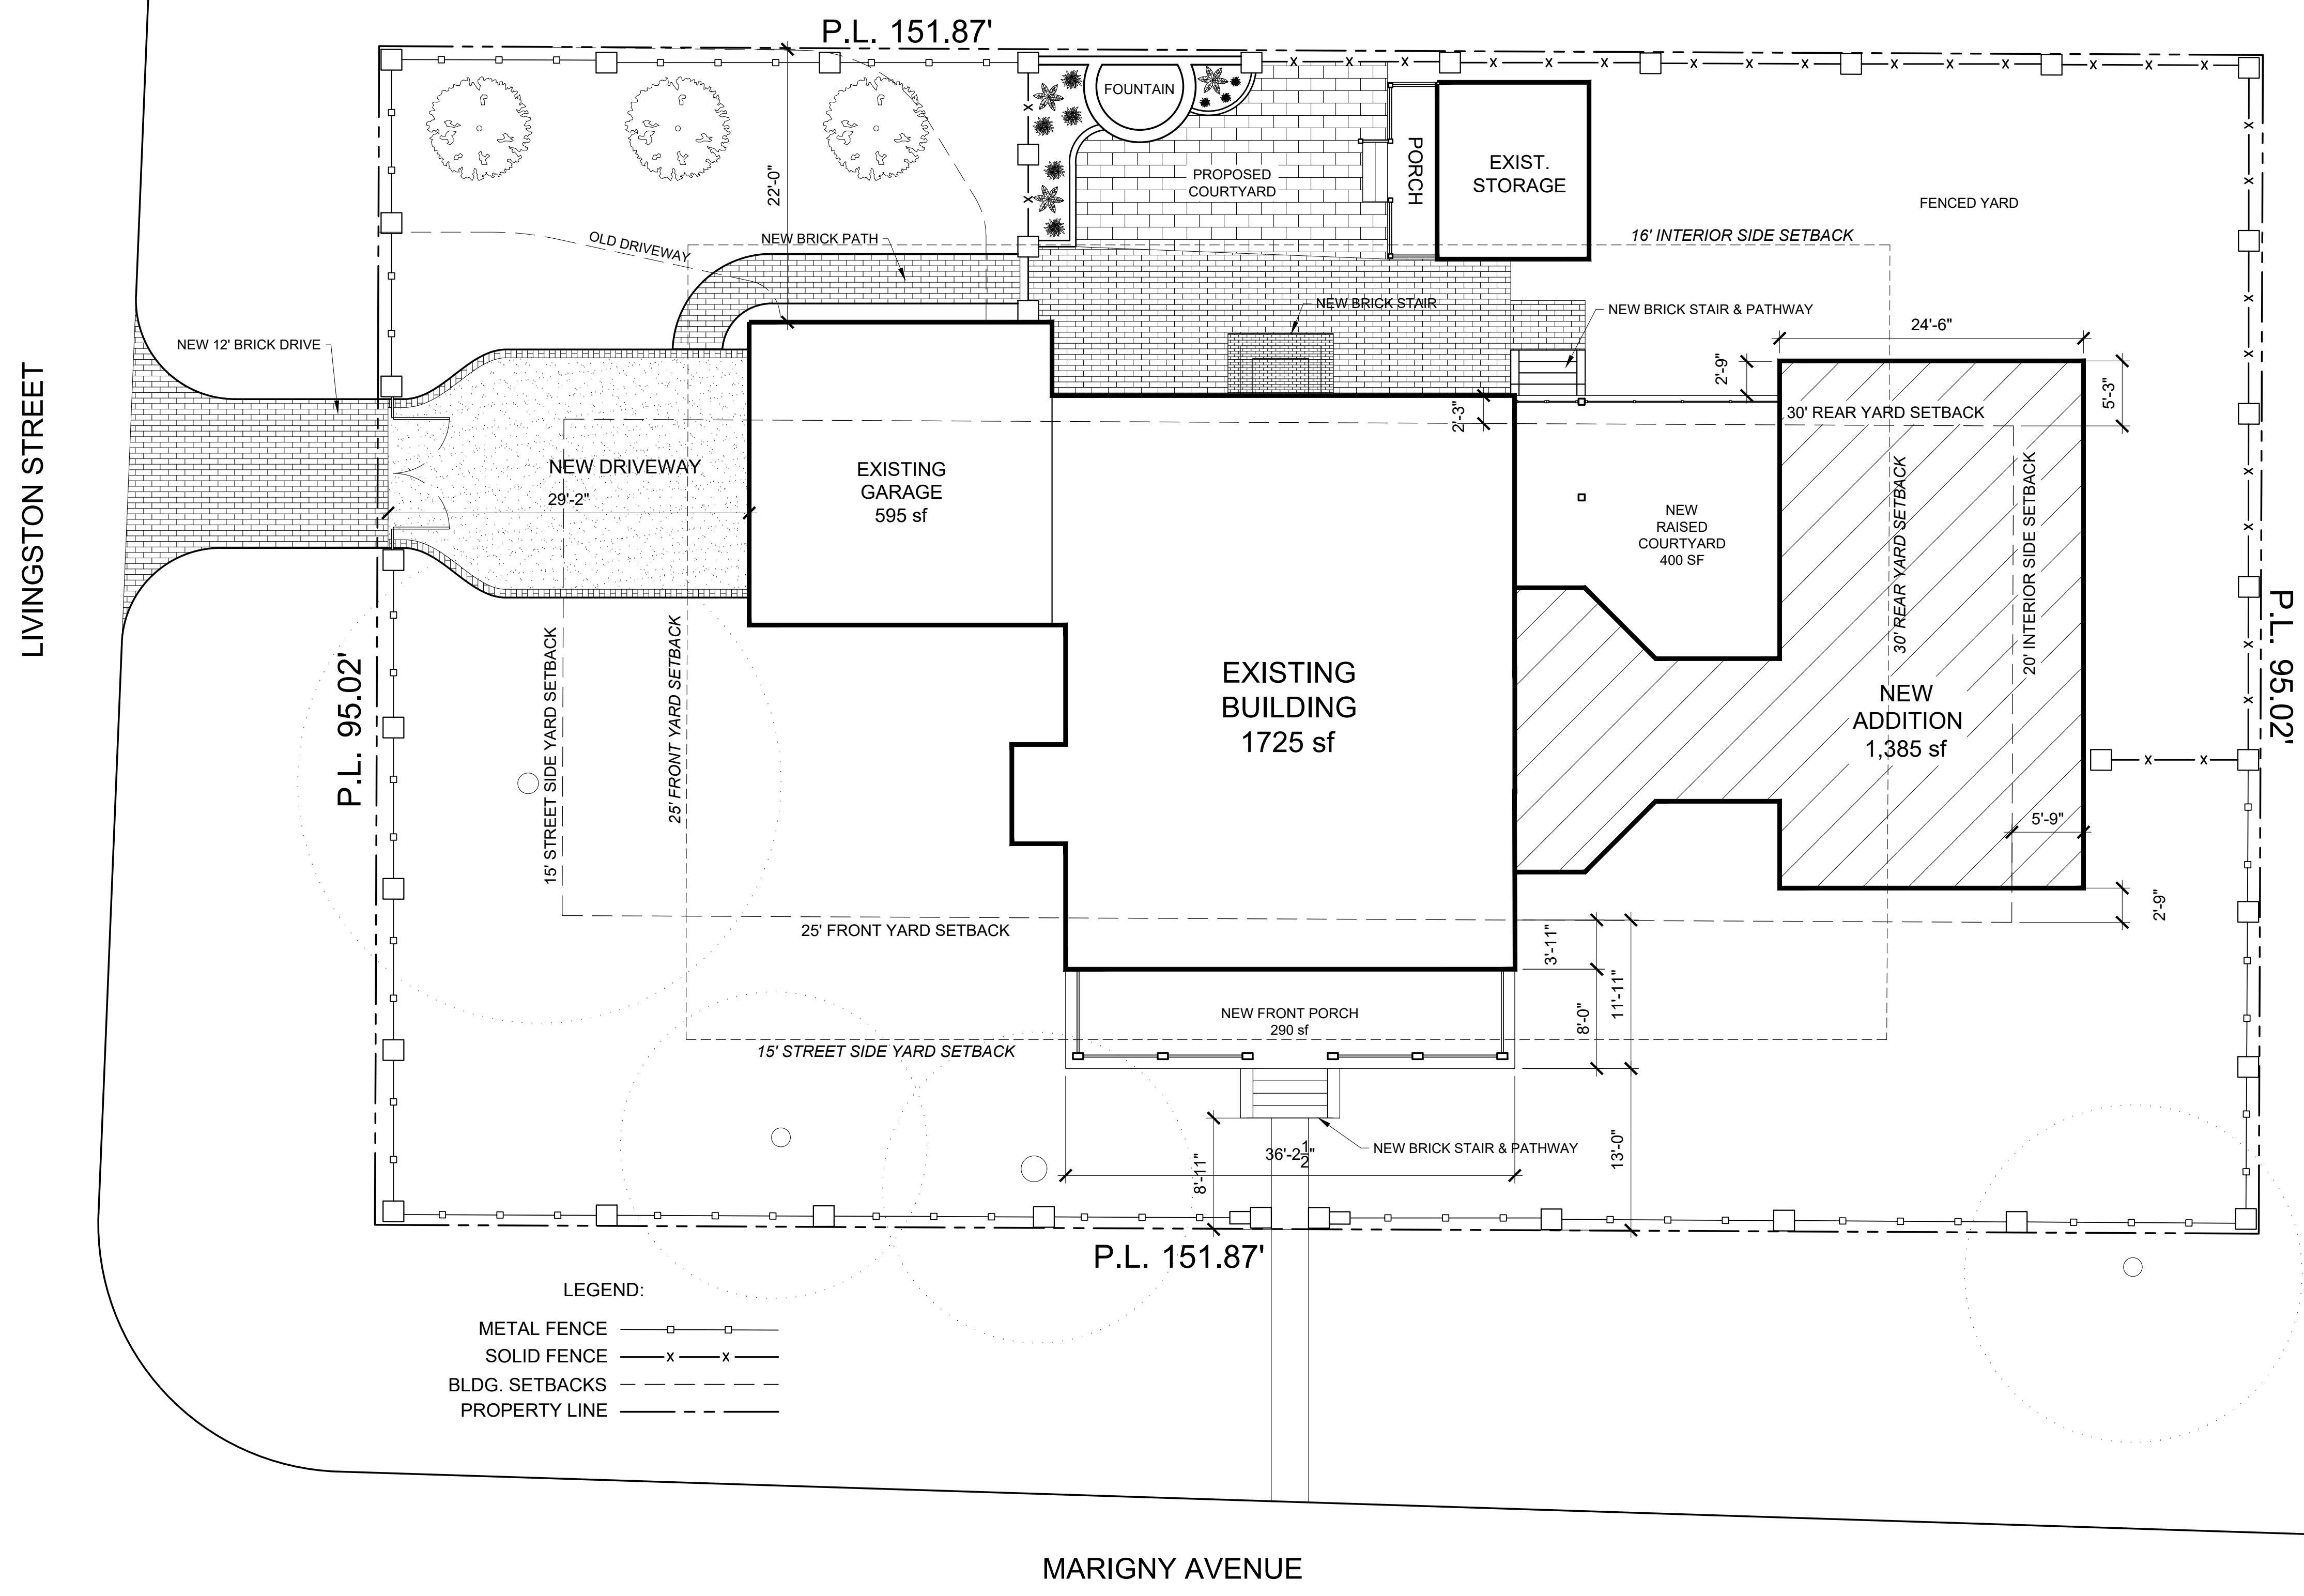 P.L. 151.87'
FOUNTAIN
PROPOSED
COURTYARD
PORCH
EXIST.
STORAGE
FENCED YARD
22'-0"
OLD DRIVEWAY
NEW BRICK PATH
16' INTERIOR SIDE SETBACK
NEW BRICK STAIR
NEW BRICK STAIR & PATHWAY
24'-6"
NEW 12' BRICK DRIVE
2'-9"
5'-3"
LIVINGSTON STREET
2'-3"
30' REAR YARD SETBACK
NEW DRIVEWAY
29'-2"
EXISTING
GARAGE
595 sf
NEW
RAISED
COURTYARD
400 SF
30' REAR YARD SETBACK
20' INTERIOR SIDE SETBACK
P.L. 95.02'
P.L. 95.02'
15' STREET SIDE YARD SETBACK
25' FRONT YARD SETBACK
EXISTING
BUILDING
1725 sf
NEW
ADDITION
1,385 sf
5'-9"
2'-9"
25' FRONT YARD SETBACK
3'-11"
11'-11"
8'-0"
NEW FRONT PORCH
290 sf
15' STREET SIDE YARD SETBACK
8'-11"
36'-2 1/2"
NEW BRICK STAIR & PATHWAY
13'-0"
P.L. 151.87'
LEGEND:
METAL FENCE
SOLID FENCE x x
BLDG. SETBACKS
PROPERTY LINE
MARIGNY AVENUE